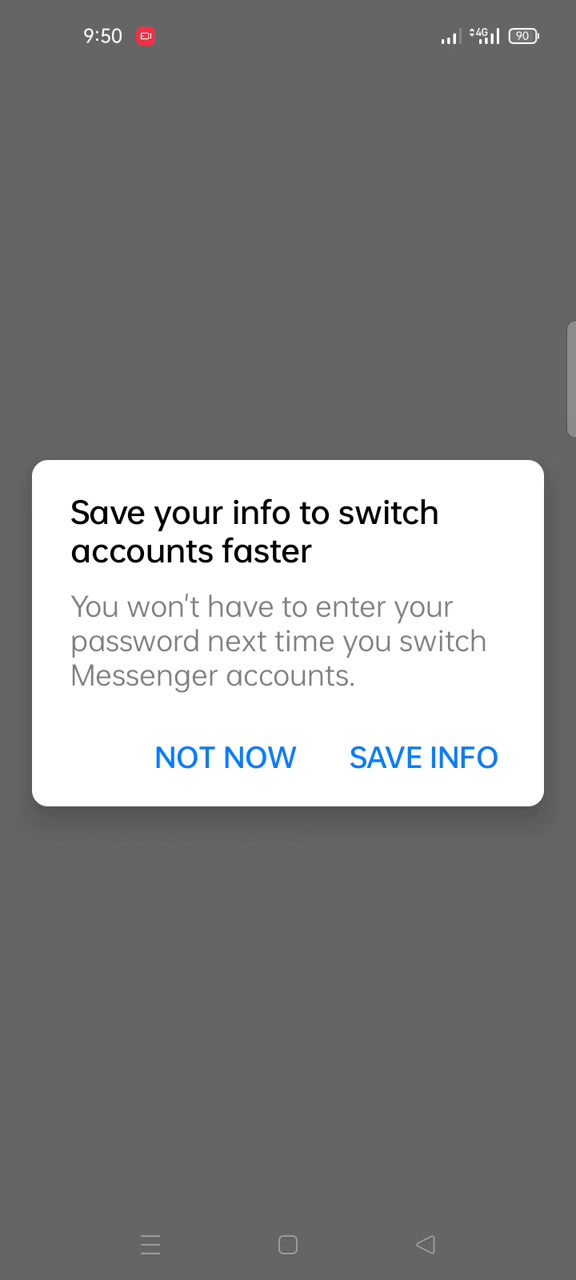 9:50
4G
90
Save your info to switch
accounts faster
You won't have to enter your
password next time you switch
Messenger accounts.
NOT NOW SAVE INFO